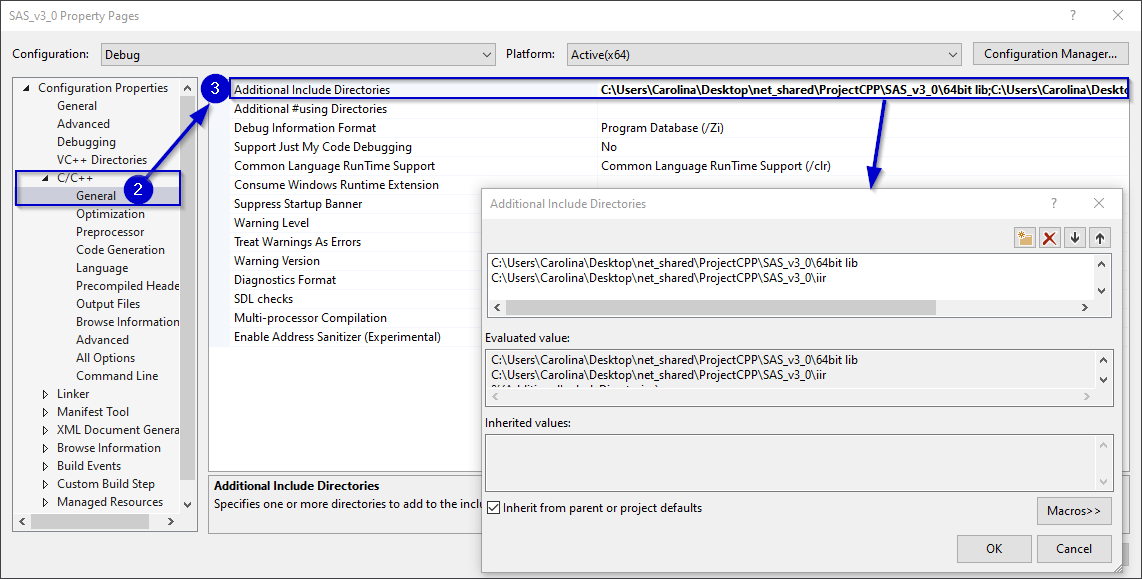 SAS_v3_0 Property Pages
Configuration: Debug Platform: Active(x64) Configuration Manager...
Configuration Properties
General
Advanced
Debugging
VC++ Directories
C/C++
General
Optimization
Preprocessor
Code Generation
Language
Precompiled Heade
Output Files
Browse Information
Advanced
All Options
Command Line
Linker
Manifest Tool
XML Document Genera
Browse Information
Build Events
Custom Build Step
Managed Resources
2
3
Additional Include Directories C:\Users\Carolina\Desktop\net_shared\ProjectCPP\SAS_v3_0\64bit lib;C:\Users\Carolina\Deskto
Additional #using Directories
Debug Information Format Program Database (/Zi)
Support Just My Code Debugging No
Common Language RunTime Support Common Language RunTime Support (/clr)
Consume Windows Runtime Extension
Suppress Startup Banner
Warning Level
Treat Warnings As Errors
Warning Version
Diagnostics Format
SDL checks
Multi-processor Compilation
Enable Address Sanitizer (Experimental)
Additional Include Directories
Specifies one or more directories to add to the inclu
Additional Include Directories
C:\Users\Carolina\Desktop\net_shared\ProjectCPP\SAS_v3_0\64bit lib
C:\Users\Carolina\Desktop\net_shared\ProjectCPP\SAS_v3_0\iir
Evaluated value:
C:\Users\Carolina\Desktop\net_shared\ProjectCPP\SAS_v3_0\64bit lib
C:\Users\Carolina\Desktop\net_shared\ProjectCPP\SAS_v3_0\iir
Inherited values:
Inherit from parent or project defaults
Macros>>
OK Cancel